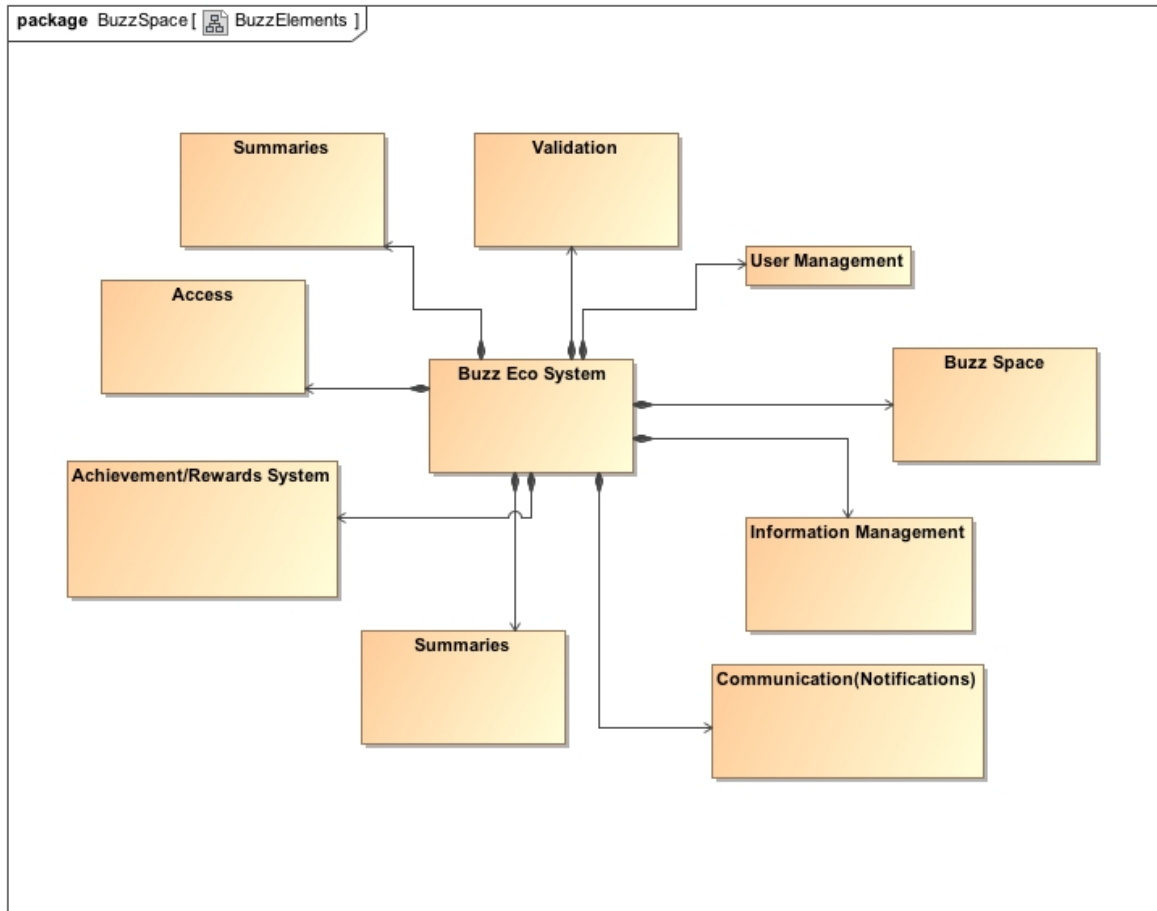 package BuzzSpace [ BuzzElements ]
Summaries
Validation
User Management
Access
Buzz Space
Buzz Eco System
Achievement/Rewards System
Information Management
Summaries
Communication(Notifications)